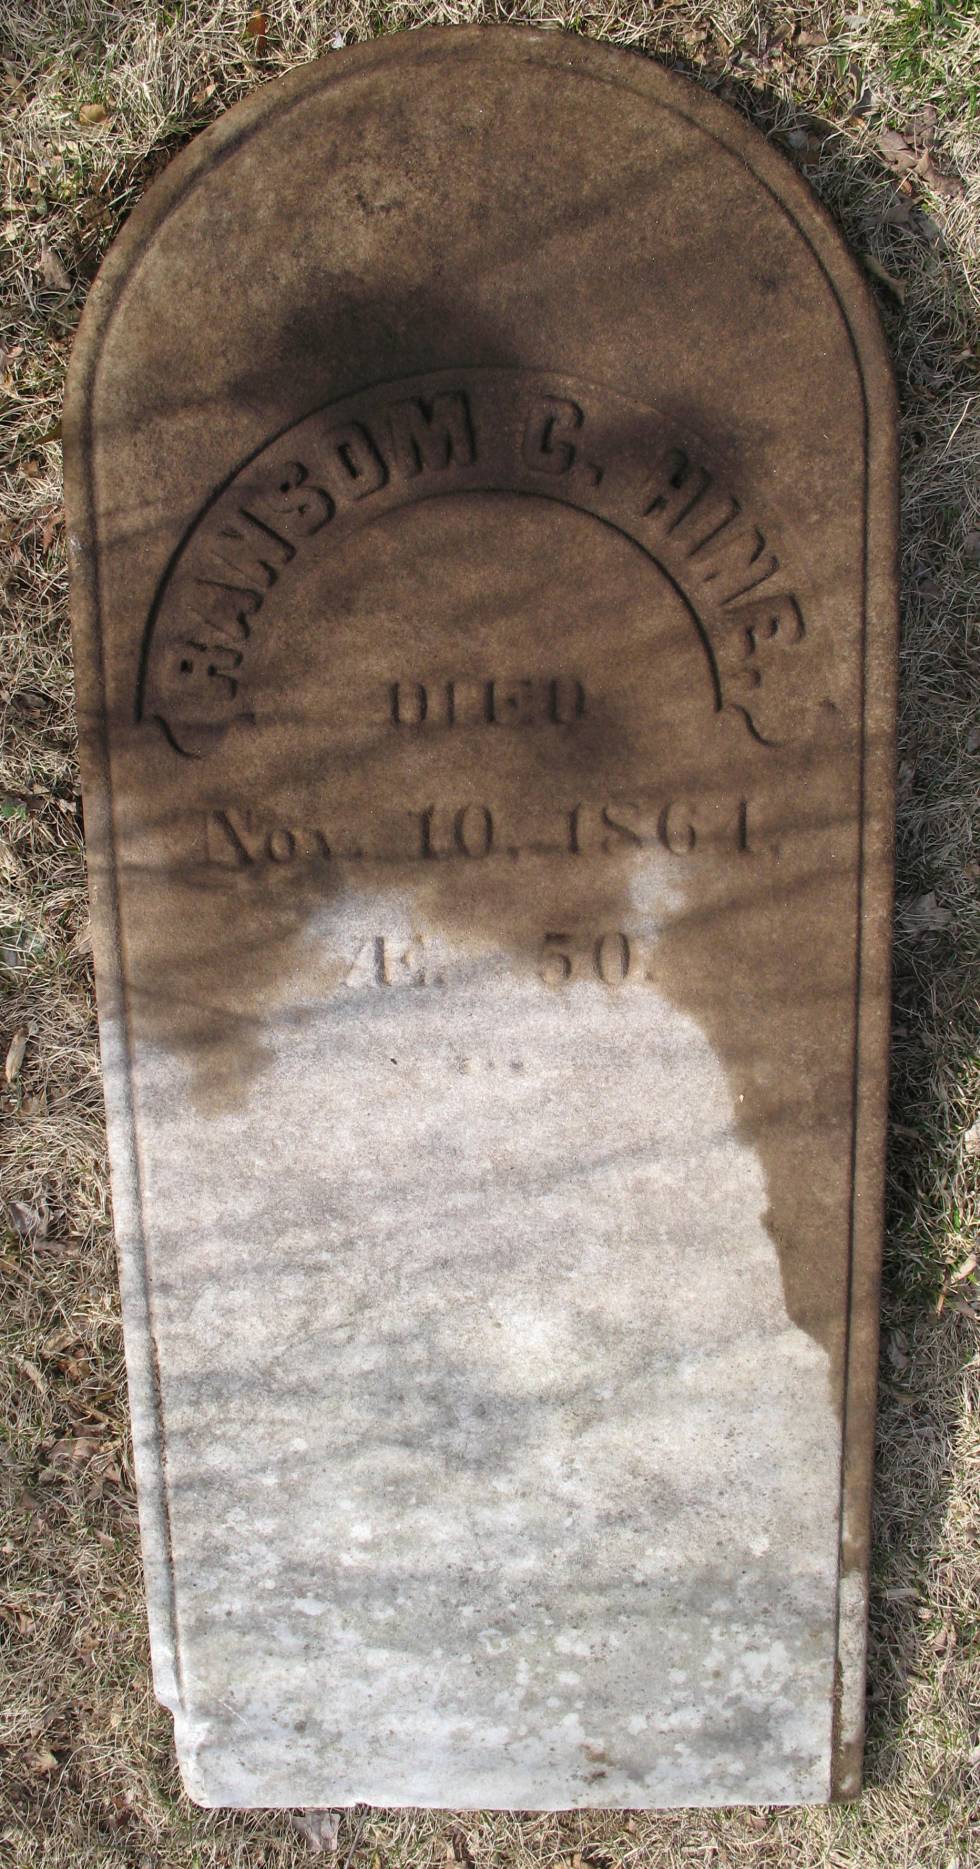 RANSOM C. HINE.
DIED
Nov. 10, 1864,
Æ. 50.